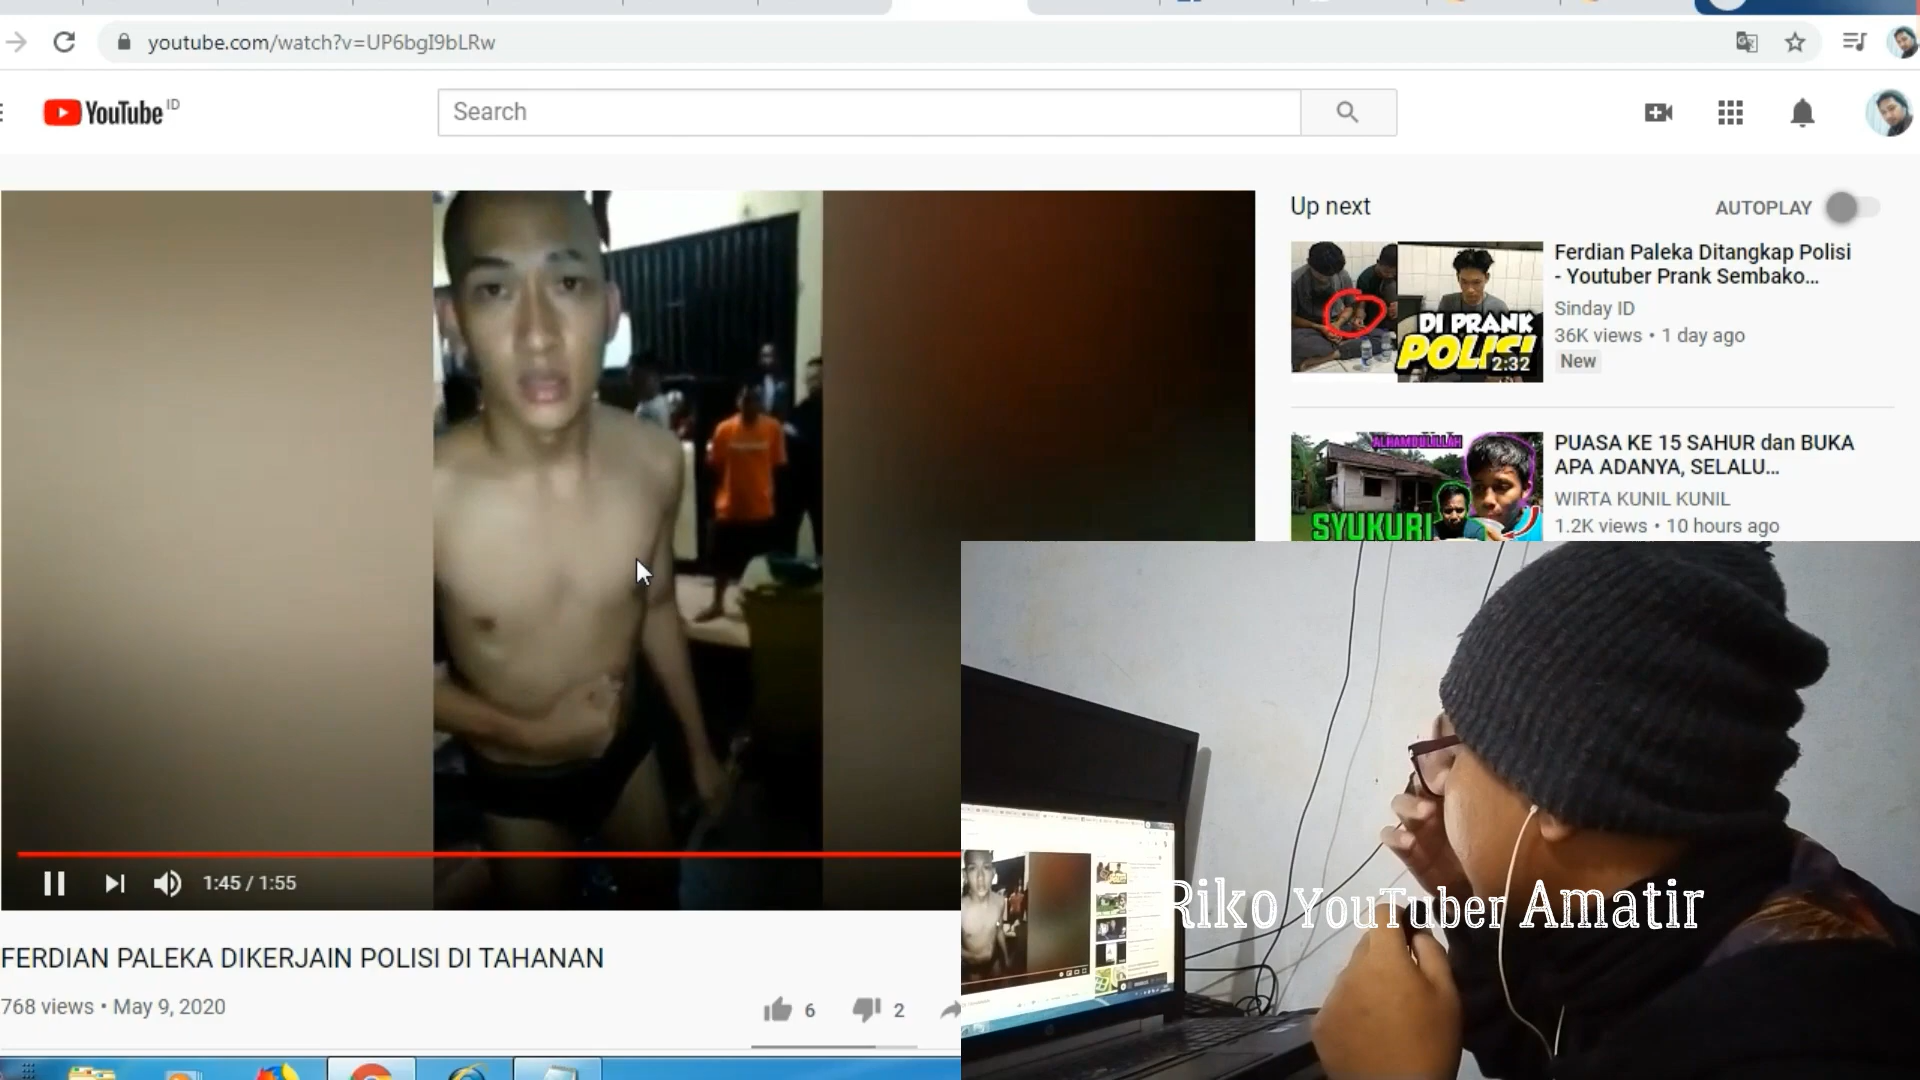 youtube.com/watch?v=UP6bgI9bLRw
YouTube ID
Search
Up next
AUTOPLAY
Ferdian Paleka Ditangkap Polisi
- Youtuber Prank Sembako...
Sinday ID
36K views • 1 day ago
New
DI PRANK
POLISI
2:32
PUASA KE 15 SAHUR dan BUKA
APA ADANYA, SELALU...
WIRTA KUNIL KUNIL
1.2K views • 10 hours ago
ALHAMDULILLAH
SYUKURI
1:45 / 1:55
FERDIAN PALEKA DIKERJAIN POLISI DI TAHANAN
768 views • May 9, 2020
6
2
Riko YouTuber Amatir